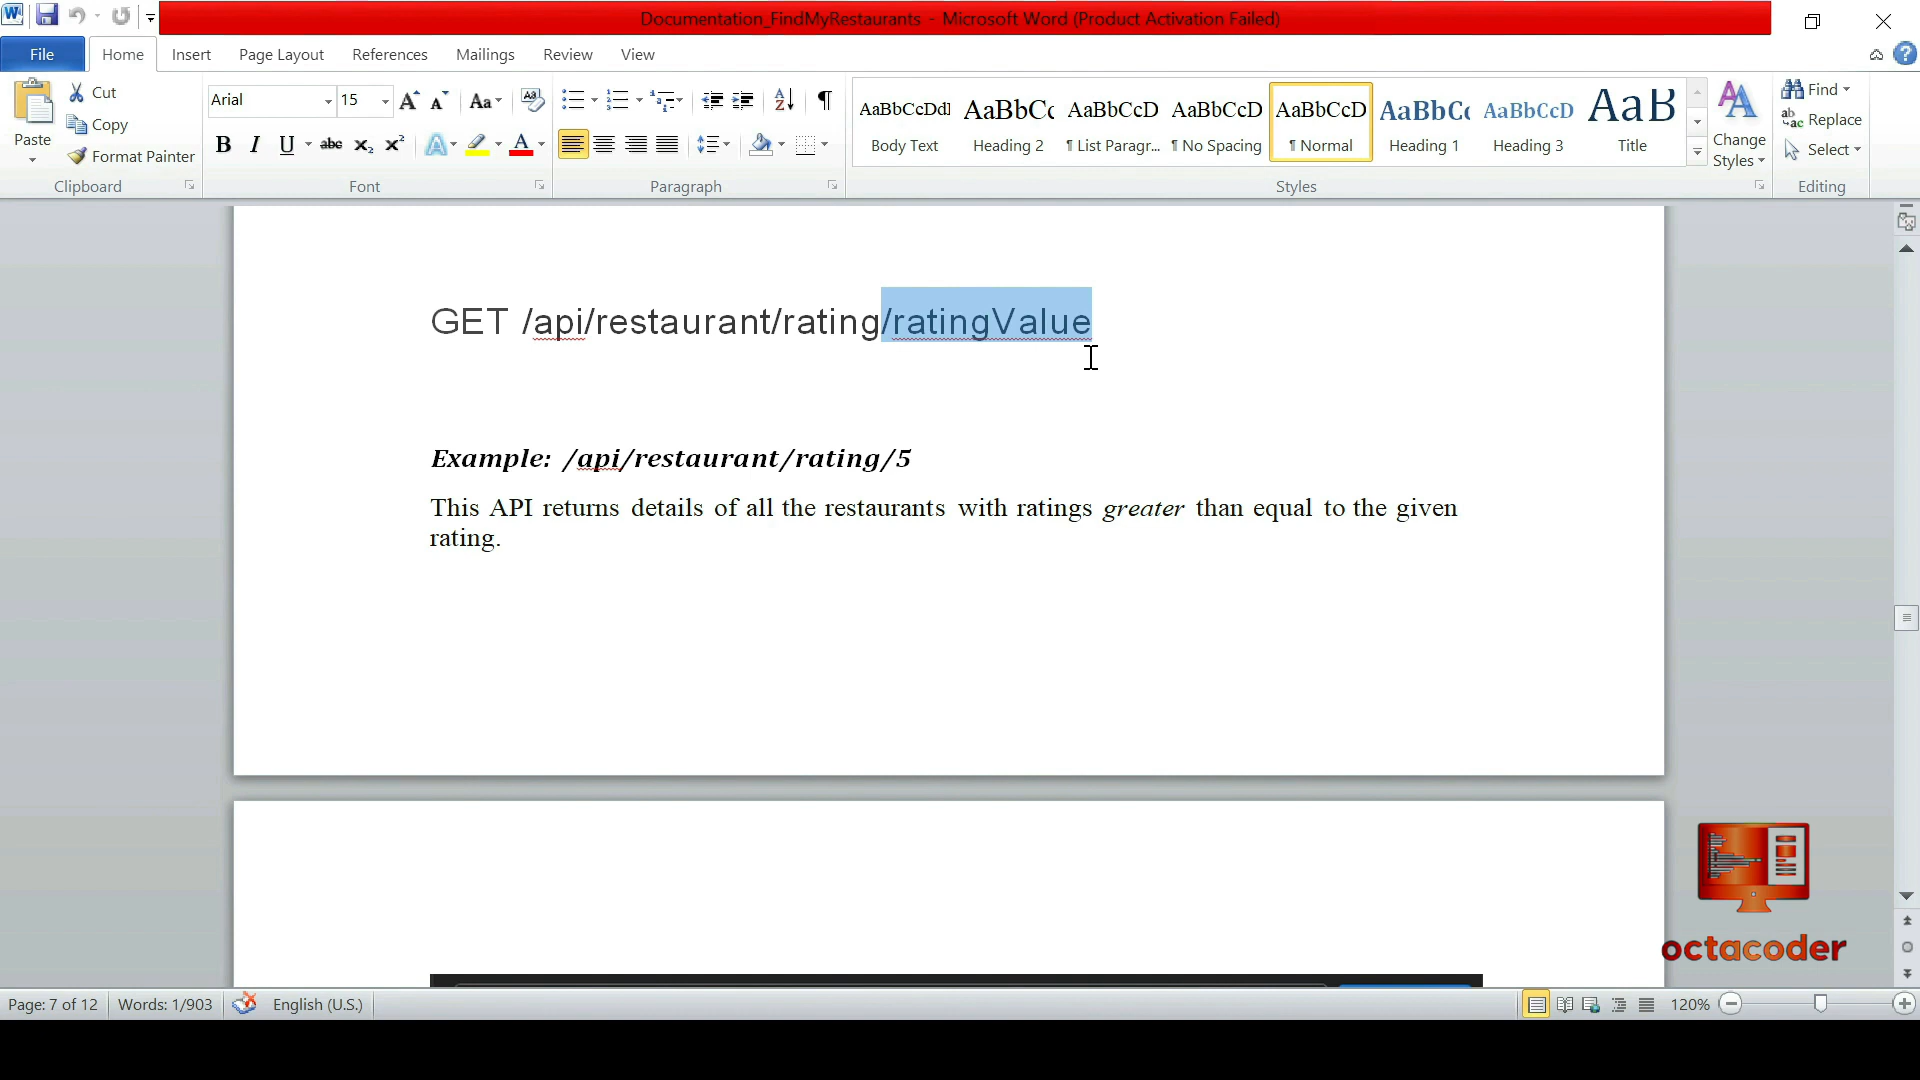 Documentation_FindMyRestaurants - Microsoft Word (Product Activation Failed)
File Home Insert Page Layout References Mailings Review View
Paste
Cut
Copy
Format Painter
Clipboard
Arial 15
Font
Paragraph
AaBbCcDdI AaBbCc AaBbCcD AaBbCcD AaBbCcD AaBbCc AaBbCcD AaB
Body Text Heading 2 ¶ List Paragr... ¶ No Spacing ¶ Normal Heading 1 Heading 3 Title
Styles
Change
Styles
Find
Replace
Select
Editing
GET /api/restaurant/rating/ratingValue
Example: /api/restaurant/rating/5
This API returns details of all the restaurants with ratings greater than equal to the given
rating.
octacoder
Page: 7 of 12 Words: 1/903 English (U.S.) 120%